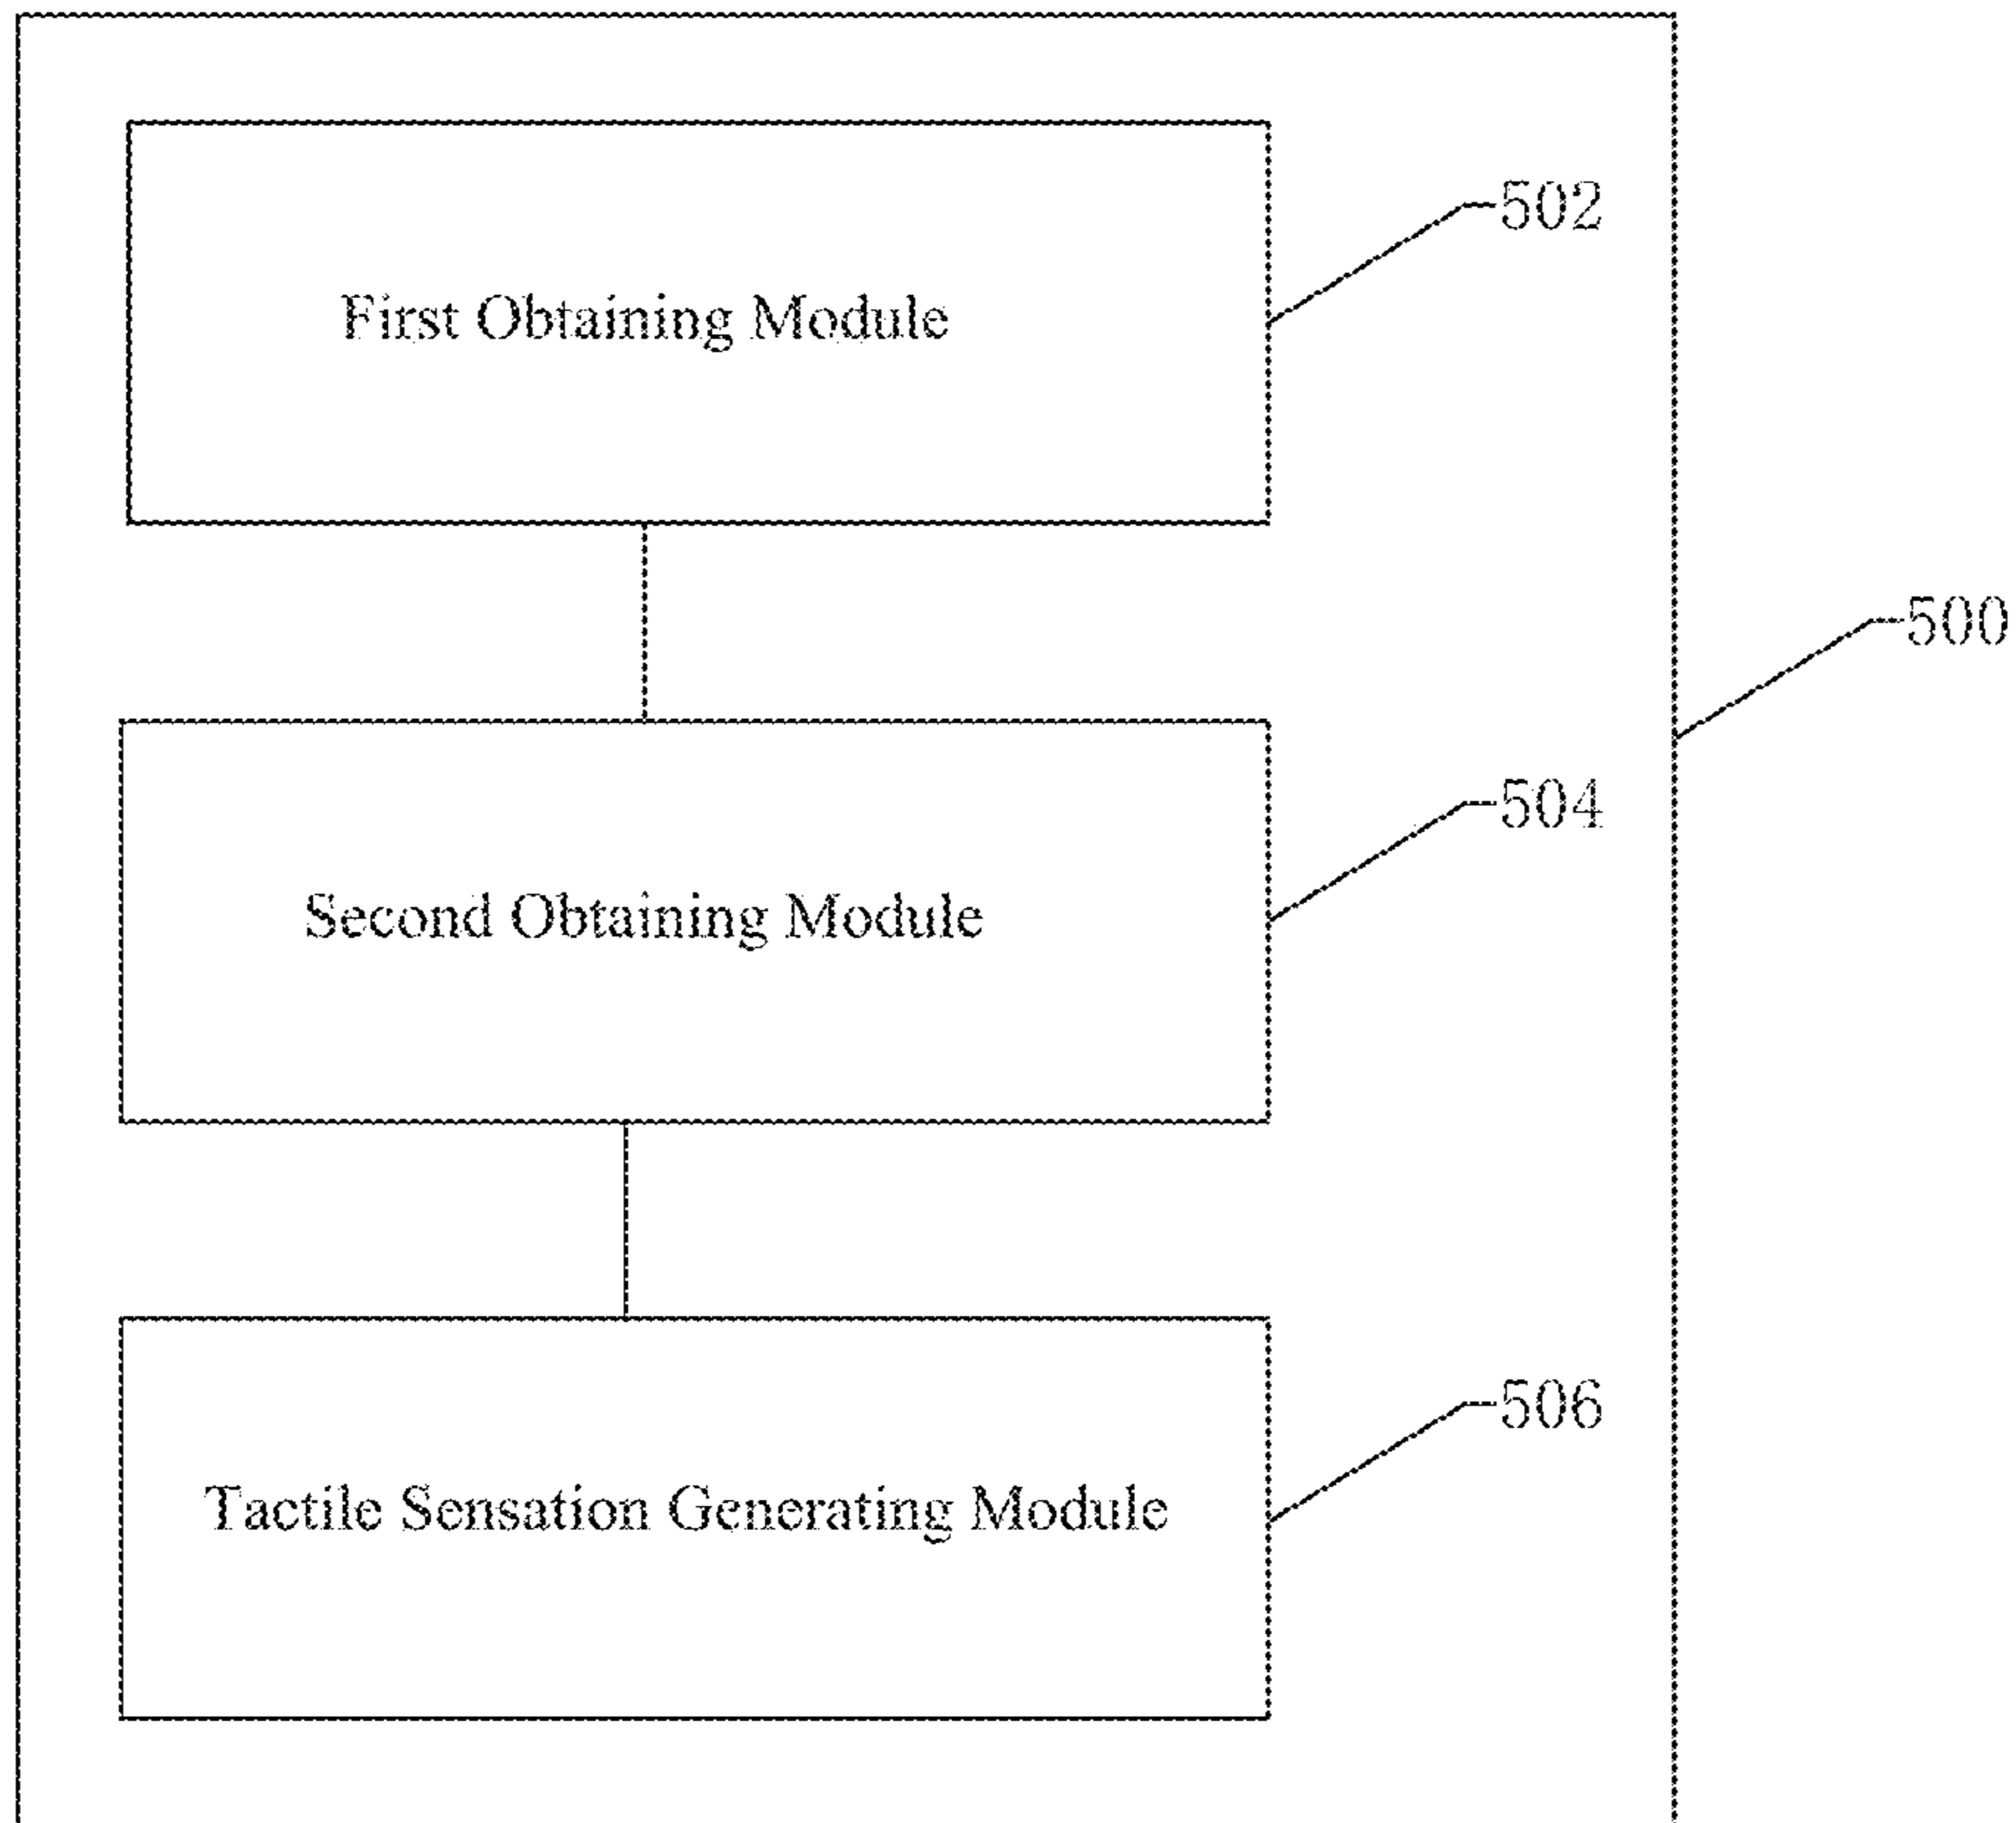 502
First Obtaining Module
500
504
Second Obtaining Module
506
Tactile Sensation Generating Module